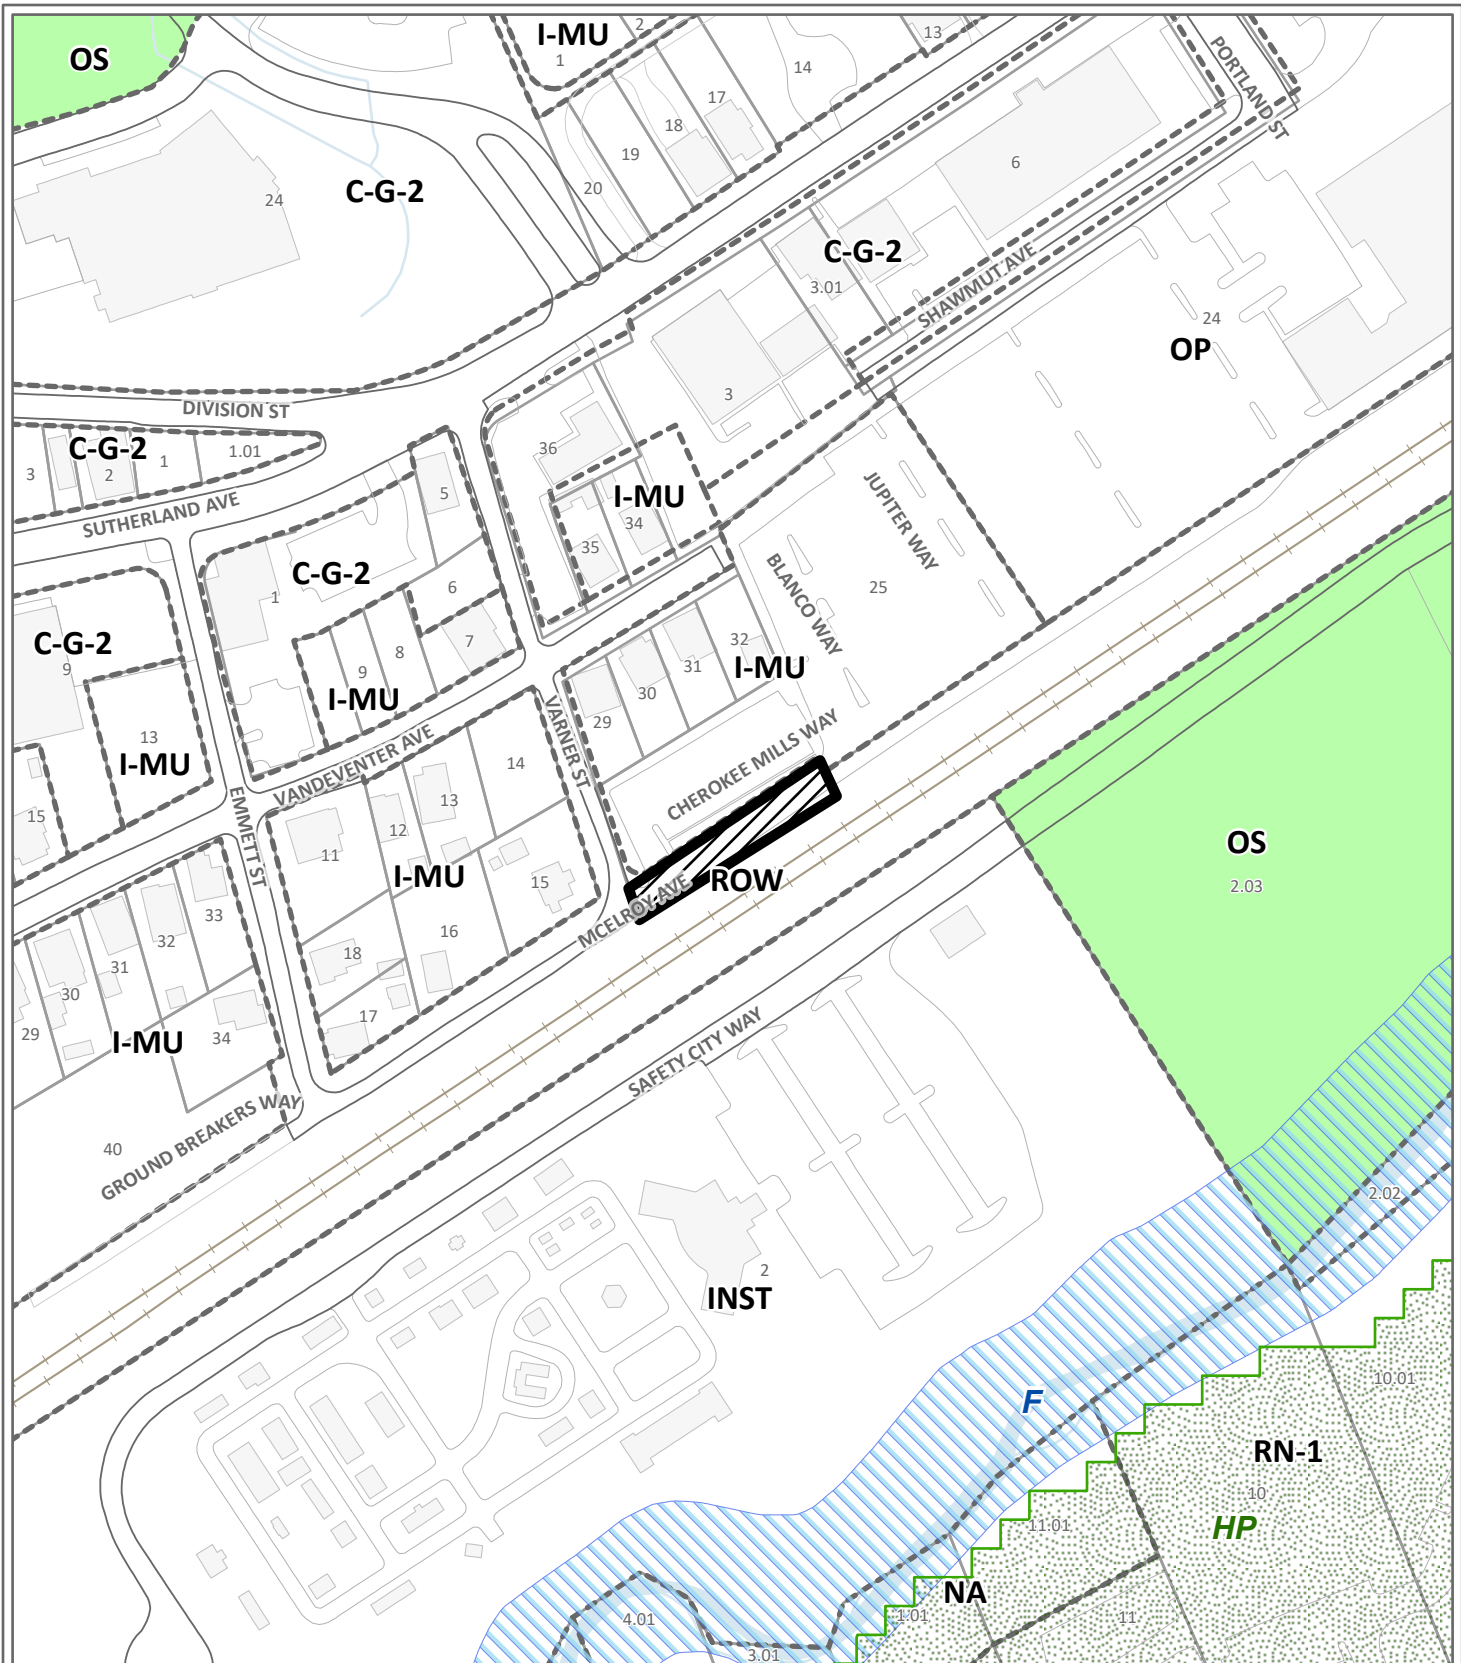 OS
I-MU
1
2
13
14
17
18
19
20
PORTLAND ST
24
C-G-2
6
C-G-2
3.01
SHAWMUT AVE
24
OP
DIVISION ST
3
C-G-2
2
1
1.01
SUTHERLAND AVE
36
3
5
I-MU
34
35
JUPITER WAY
BLANCO WAY
25
C-G-2
1
6
7
8
9
I-MU
C-G-2
9
13
I-MU
15
32
I-MU
31
30
29
VARNER ST
CHEROKEE MILLS WAY
VANDEVENTER AVE
EMMETT ST
14
13
12
11
I-MU
15
16
18
17
MCELROY AVE
ROW
OS
2.03
33
32
31
30
29
I-MU
34
GROUND BREAKERS WAY
40
SAFETY CITY WAY
2
INST
2.02
F
10.01
RN-1
10
HP
11.01
NA
1.01
11
4.01
3.01